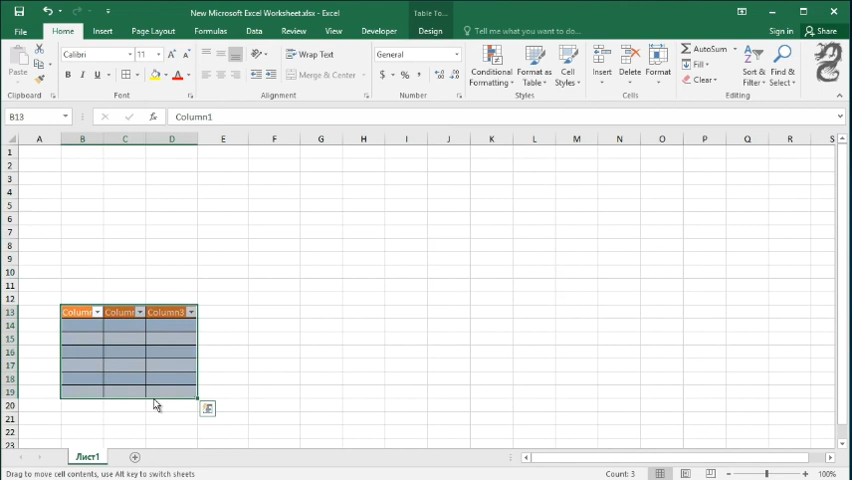 New Microsoft Excel Worksheet.xlsx - Excel
Table To...
File Home Insert Page Layout Formulas Data Review View Developer Design Tell me what you want to do... Sign in Share
Paste
Calibri 11 A A
B I U A
Wrap Text
Merge & Center
General
$ % ,
Conditional Formatting
Format as Table
Cell Styles
Insert Delete Format
AutoSum
Fill
Clear
Sort & Filter
Find & Select
Clipboard Font Alignment Number Styles Cells Editing
B13 fx Column1
A B C D E F G H I J K L M N O P Q R S
1
2
3
4
5
6
7
8
9
10
11
12
13 Colum Column Column3
14
15
16
17
18
19
20
21
22
23
Лист1
Drag to move cell contents, use Alt key to switch sheets Count: 3 100%